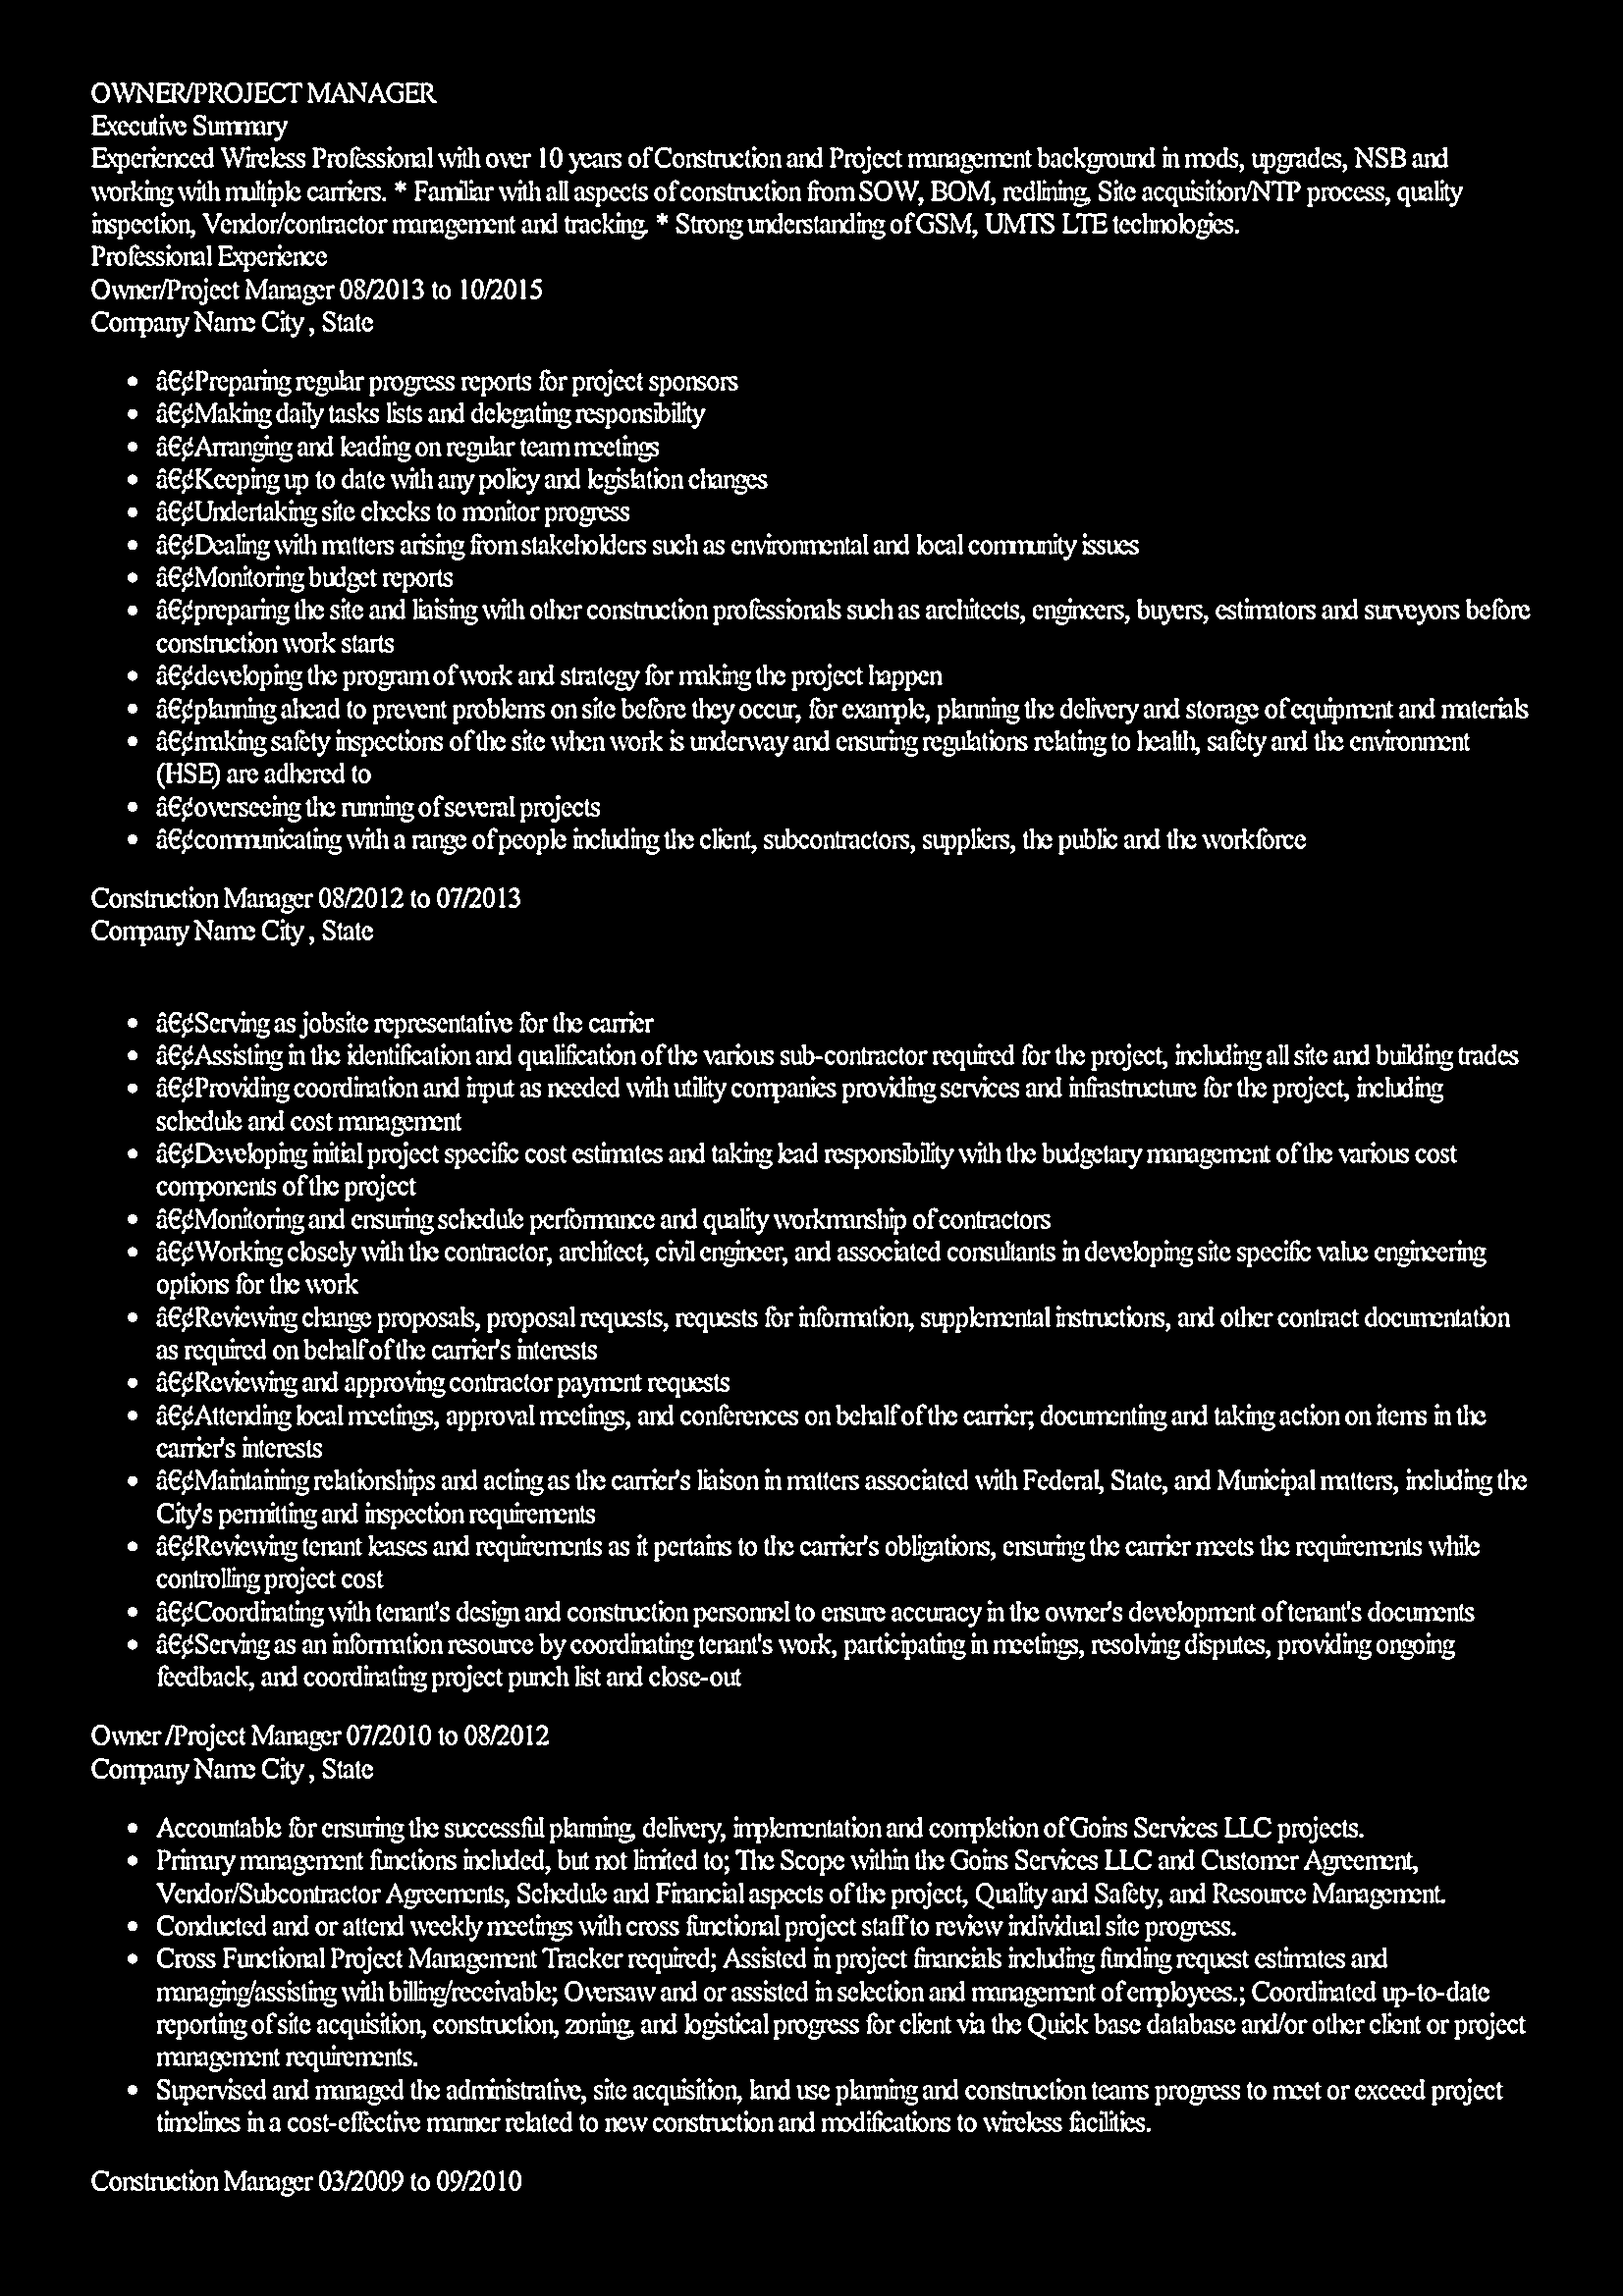 OWNER/PROJECT MANAGER
Executive Summary
Experienced Wireless Professional with over 10 years of Construction and Project management background in mods, upgrades, NSB and
working with multiple carriers. * Familiar with all aspects of construction from SOW, BOM, redlining, Site acquisition/NTP process, quality
inspection, Vendor/contractor management and tracking. * Strong understanding of GSM, UMTS LTE technologies.
Professional Experience
Owner/Project Manager 08/2013 to 10/2015
Company Name City , State
• â€¢Preparing regular progress reports for project sponsors
• â€¢Making daily tasks lists and delegating responsibility
• â€¢Arranging and leading on regular team meetings
• â€¢Keeping up to date with any policy and legislation changes
• â€¢Undertaking site checks to monitor progress
• â€¢Dealing with matters arising from stakeholders such as environmental and local community issues
• â€¢Monitoring budget reports
• â€¢preparing the site and liaising with other construction professionals such as architects, engineers, buyers, estimators and surveyors before
construction work starts
• â€¢developing the program of work and strategy for making the project happen
• â€¢planning ahead to prevent problems on site before they occur, for example, planning the delivery and storage of equipment and materials
• â€¢making safety inspections of the site when work is underway and ensuring regulations relating to health, safety and the environment
(HSE) are adhered to
• â€¢overseeing the running of several projects
• â€¢communicating with a range of people including the client, subcontractors, suppliers, the public and the workforce
Construction Manager 08/2012 to 07/2013
Company Name City , State
• â€¢Serving as jobsite representative for the carrier
• â€¢Assisting in the identification and qualification of the various sub-contractor required for the project, including all site and building trades
• â€¢Providing coordination and input as needed with utility companies providing services and infrastructure for the project, including
schedule and cost management
• â€¢Developing initial project specific cost estimates and taking lead responsibility with the budgetary management of the various cost
components of the project
• â€¢Monitoring and ensuring schedule performance and quality workmanship of contractors
• â€¢Working closely with the contractor, architect, civil engineer, and associated consultants in developing site specific value engineering
options for the work
• â€¢Reviewing change proposals, proposal requests, requests for information, supplemental instructions, and other contract documentation
as required on behalf of the carrier's interests
• â€¢Reviewing and approving contractor payment requests
• â€¢Attending local meetings, approval meetings, and conferences on behalf of the carrier; documenting and taking action on items in the
carrier's interests
• â€¢Maintaining relationships and acting as the carrier's liaison in matters associated with Federal, State, and Municipal matters, including the
City's permitting and inspection requirements
• â€¢Reviewing tenant leases and requirements as it pertains to the carrier's obligations, ensuring the carrier meets the requirements while
controlling project cost
• â€¢Coordinating with tenant's design and construction personnel to ensure accuracy in the owner's development of tenant's documents
• â€¢Serving as an information resource by coordinating tenant's work, participating in meetings, resolving disputes, providing ongoing
feedback, and coordinating project punch list and close-out
Owner /Project Manager 07/2010 to 08/2012
Company Name City , State
• Accountable for ensuring the successful planning, delivery, implementation and completion of Goins Services LLC projects.
• Primary management functions included, but not limited to; The Scope within the Goins Services LLC and Customer Agreement,
Vendor/Subcontractor Agreements, Schedule and Financial aspects of the project, Quality and Safety, and Resource Management.
• Conducted and or attend weekly meetings with cross functional project staff to review individual site progress.
• Cross Functional Project Management Tracker required; Assisted in project financials including funding request estimates and
managing/assisting with billing/receivable; Oversaw and or assisted in selection and management of employees.; Coordinated up-to-date
reporting of site acquisition, construction, zoning, and logistical progress for client via the Quick base database and/or other client or project
management requirements.
• Supervised and managed the administrative, site acquisition, land use planning and construction teams progress to meet or exceed project
timelines in a cost-effective manner related to new construction and modifications to wireless facilities.
Construction Manager 03/2009 to 09/2010